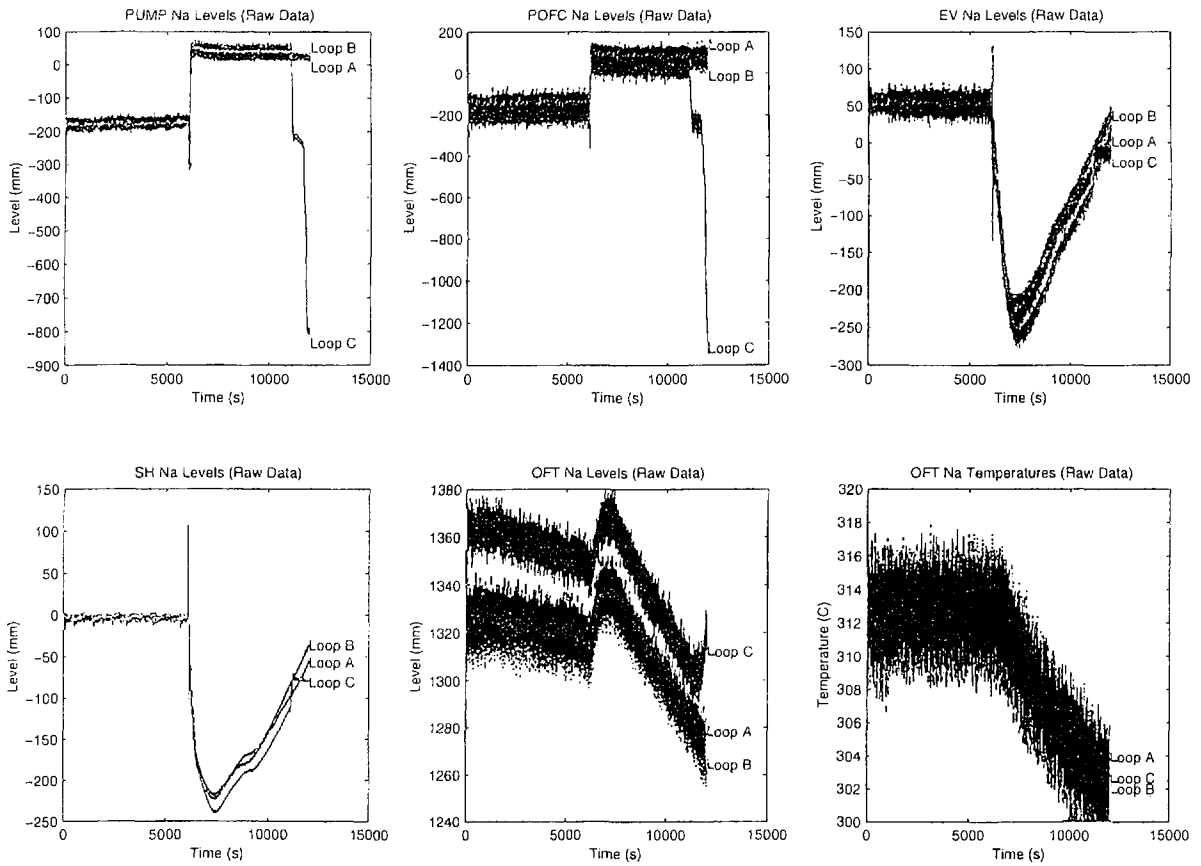 PUMP Na Levels (Raw Data)
100
0
−100
−200
−300
−400
−500
−600
−700
−800
−900
Level (mm)
Loop B
Loop A
Loop C
0
5000
10000
15000
Time (s)
POFC Na Levels (Raw Data)
200
0
−200
−400
−600
−800
−1000
−1200
−1400
Level (mm)
Loop A
Loop B
Loop C
0
5000
10000
15000
Time (s)
EV Na Levels (Raw Data)
150
100
50
0
−50
−100
−150
−200
−250
−300
Level (mm)
Loop B
Loop A
Loop C
0
5000
10000
15000
Time (s)
SH Na Levels (Raw Data)
150
100
50
0
−50
−100
−150
−200
−250
Level (mm)
Loop B
Loop A
Loop C
0
5000
10000
15000
Time (s)
OFT Na Levels (Raw Data)
1380
1360
1340
1320
1300
1280
1260
1240
Level (mm)
Loop C
Loop A
Loop B
0
5000
10000
15000
Time (s)
OFT Na Temperatures (Raw Data)
320
318
316
314
312
310
308
306
304
302
300
Temperature (C)
Loop A
Loop C
Loop B
0
5000
10000
15000
Time (s)